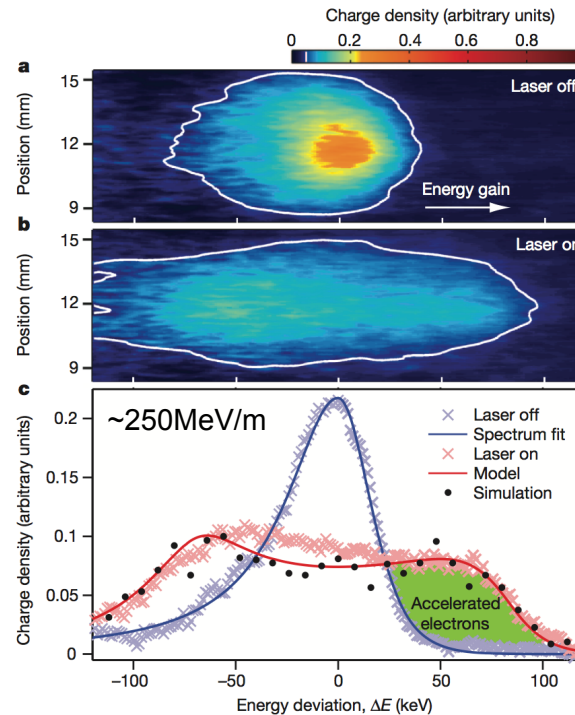 Charge density (arbitrary units)
0 0.2 0.4 0.6 0.8
a
Laser off
15
12
9
Position (mm)
Energy gain
b
Laser on
15
12
9
Position (mm)
c
~250MeV/m
Laser off
Spectrum fit
Laser on
Model
Simulation
0.2
0.15
0.1
0.05
0
Charge density (arbitrary units)
Accelerated
electrons
−100 −50 0 50 100
Energy deviation, ΔE (keV)